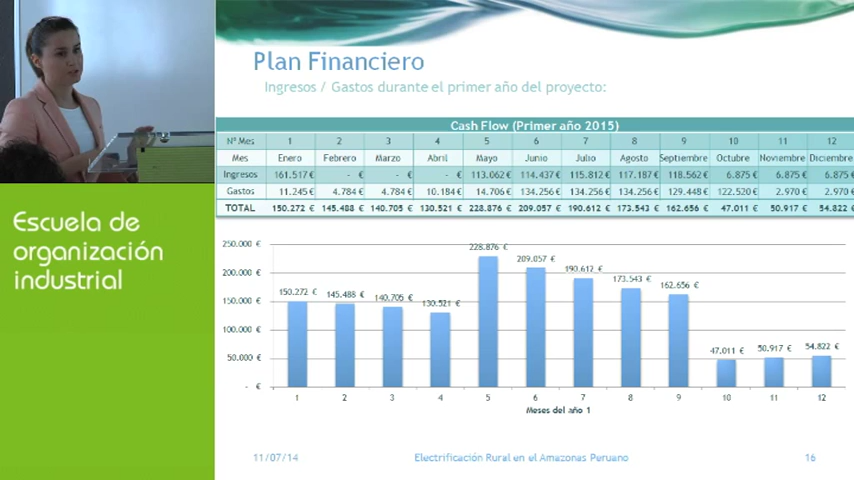 Plan Financiero
Ingresos / Gastos durante el primer año del proyecto:
Cash Flow (Primer año 2015)
Nº Mes 1 2 3 4 5 6 7 8 9 10 11 12
Mes Enero Febrero Marzo Abril Mayo Junio Julio Agosto Septiembre Octubre Noviembre Diciembre
Ingresos 161.517 € - € - € - € 113.062 € 114.437 € 115.812 € 117.187 € 118.562 € 6.875 € 6.875 € 6.875 €
Gastos 11.245 € 4.784 € 4.784 € 10.184 € 14.706 € 134.256 € 134.256 € 134.256 € 129.448 € 122.520 € 2.970 € 2.970 €
TOTAL 150.272 € 145.488 € 140.705 € 130.521 € 228.876 € 209.057 € 190.612 € 173.543 € 162.656 € 47.011 € 50.917 € 54.822 €
Escuela de
organización
industrial
250.000 €
200.000 €
150.000 €
100.000 €
50.000 €
- €
150.272 € 145.488 € 140.705 € 130.521 € 228.876 € 209.057 € 190.612 € 173.543 € 162.656 € 47.011 € 50.917 € 54.822 €
1 2 3 4 5 6 7 8 9 10 11 12
Meses del año 1
11/07/14 Electrificación Rural en el Amazonas Peruano 16